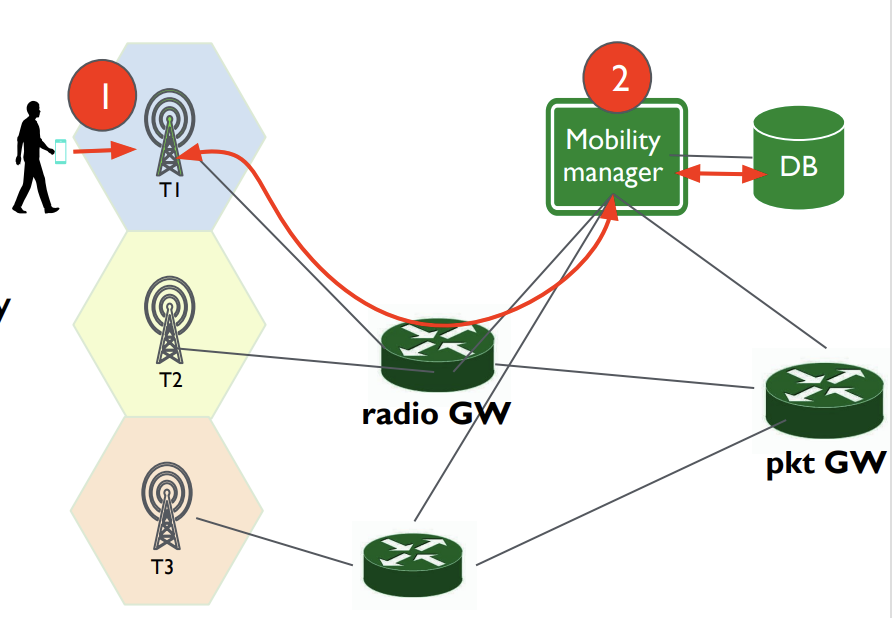 1
2
Mobility
manager
DB
T1
T2
y
radio GW
pkt GW
T3